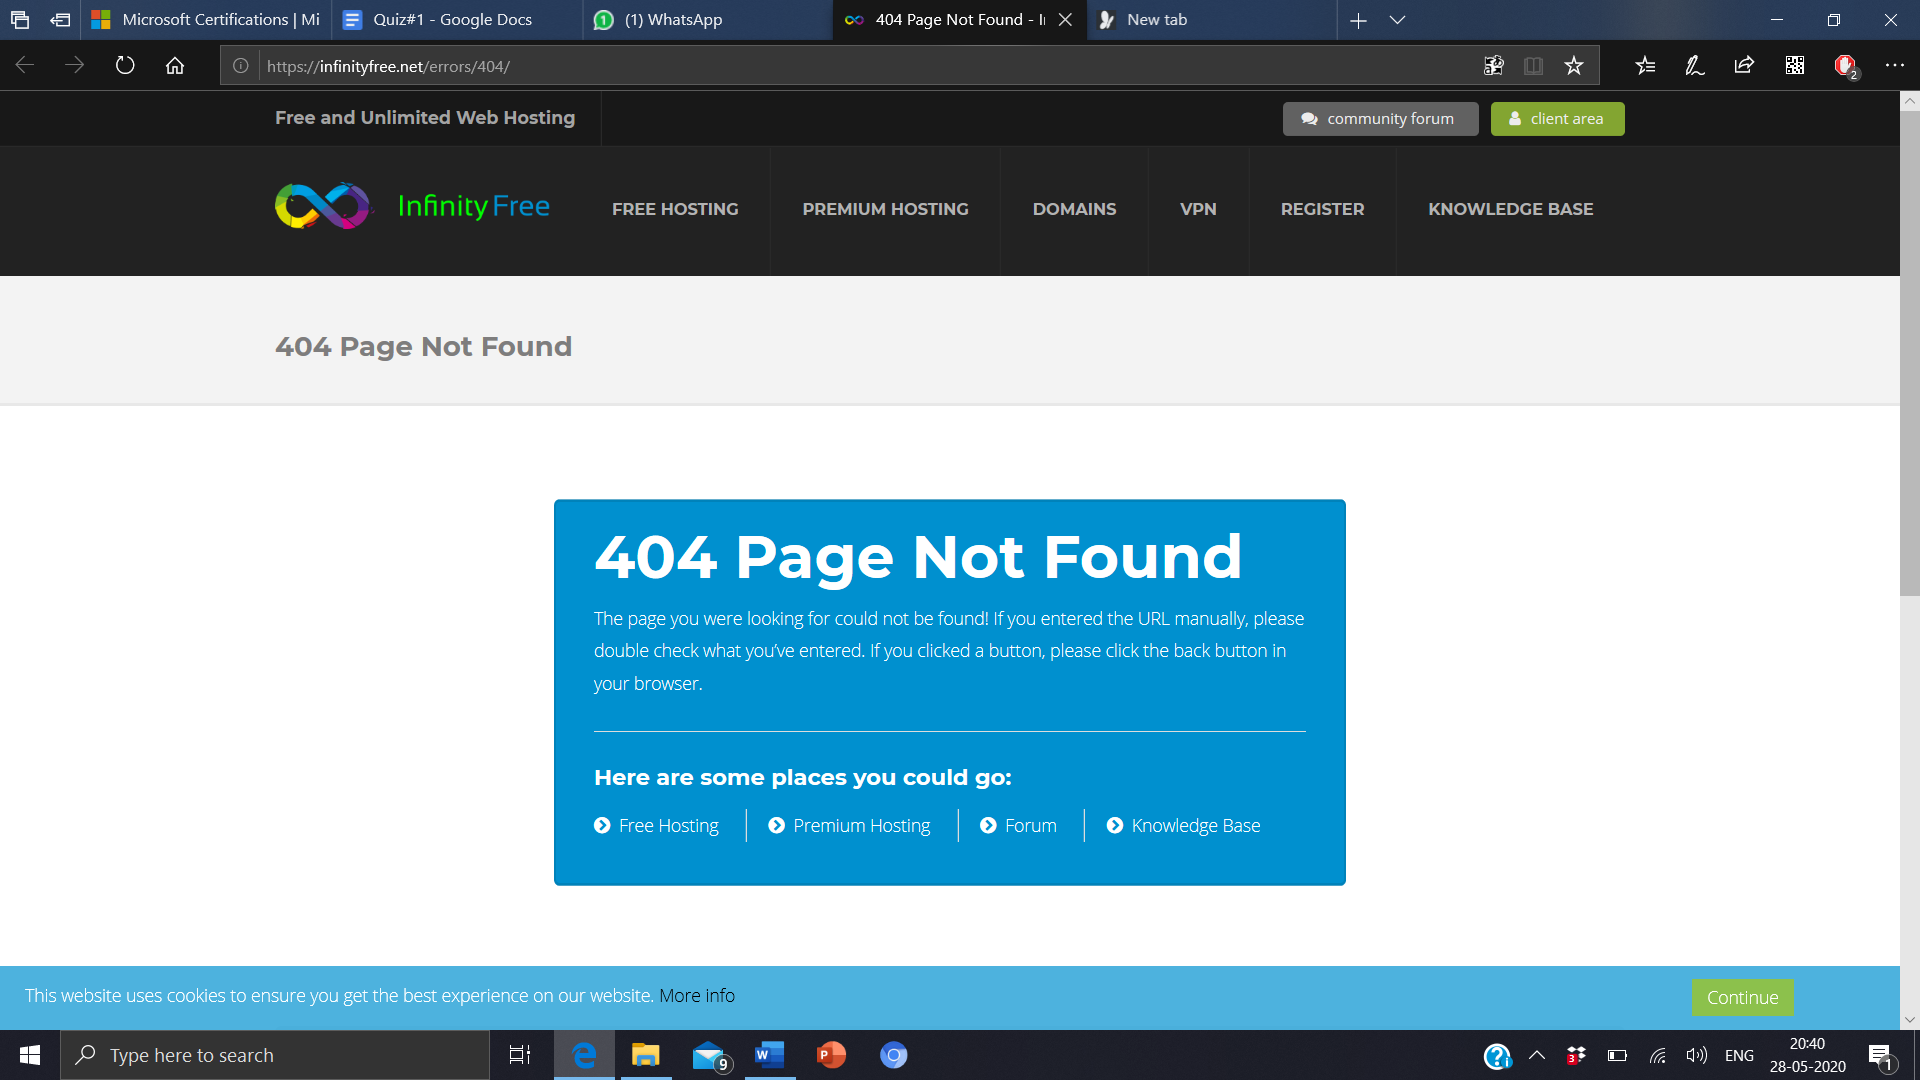 Microsoft Certifications | Mi
Quiz#1 - Google Docs
(1) WhatsApp
404 Page Not Found - I
New tab
https://infinityfree.net/errors/404/
2
Free and Unlimited Web Hosting
community forum
client area
Infinity Free
FREE HOSTING
PREMIUM HOSTING
DOMAINS
VPN
REGISTER
KNOWLEDGE BASE
404 Page Not Found
404 Page Not Found
The page you were looking for could not be found! If you entered the URL manually, please
double check what you've entered. If you clicked a button, please click the back button in
your browser.
Here are some places you could go:
Free Hosting
Premium Hosting
Forum
Knowledge Base
This website uses cookies to ensure you get the best experience on our website. More info
Continue
Type here to search
9
3
ENG
20:40
28-05-2020
1